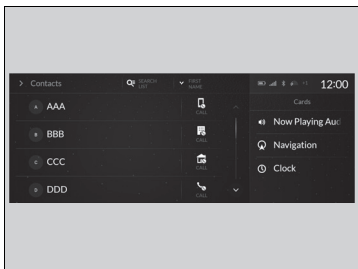 Contacts
SEARCH LIST
FIRST NAME
12:00
A AAA
CALL
B BBB
CALL
C CCC
CALL
D DDD
CALL
Cards
Now Playing Aud
Navigation
Clock